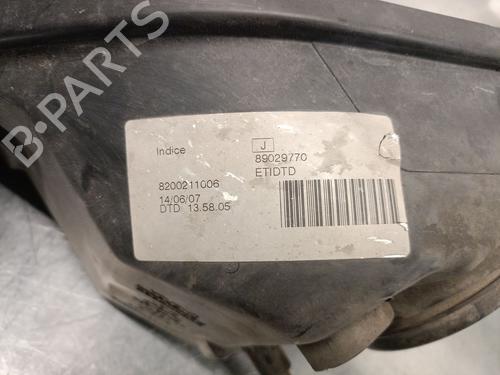 Indice
J
89029770
ETIDTD
8200211006
14/06/07
DTD 13.58.05
B-PARTS